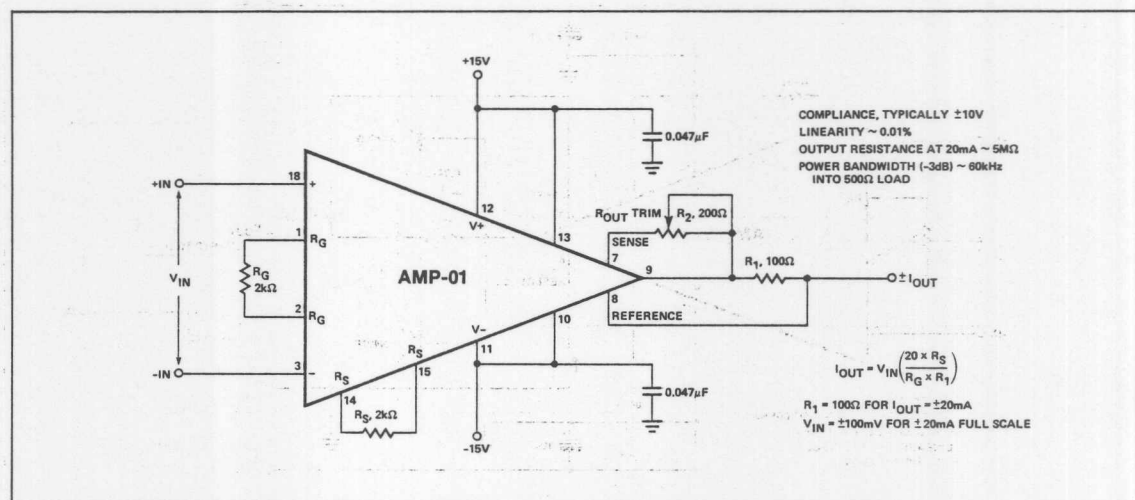 +15V
0.047μF
COMPLIANCE, TYPICALLY ±10V
LINEARITY ~ 0.01%
OUTPUT RESISTANCE AT 20mA ~ 5MΩ
POWER BANDWIDTH (-3dB) ~ 60kHz
INTO 500Ω LOAD
+IN
18
+
12
V+
13
ROUT TRIM
R2, 200Ω
SENSE
7
1
RG
VIN
RG
2kΩ
AMP-01
9
R1, 100Ω
±IOUT
8
REFERENCE
2
RG
10
V-
11
-IN
3
-
RS
15
RS
14
RS, 2kΩ
0.047μF
-15V
IOUT = VIN(20 x RS / RG x R1)
R1 = 100Ω FOR IOUT = ±20mA
VIN = ±100mV FOR ±20mA FULL SCALE